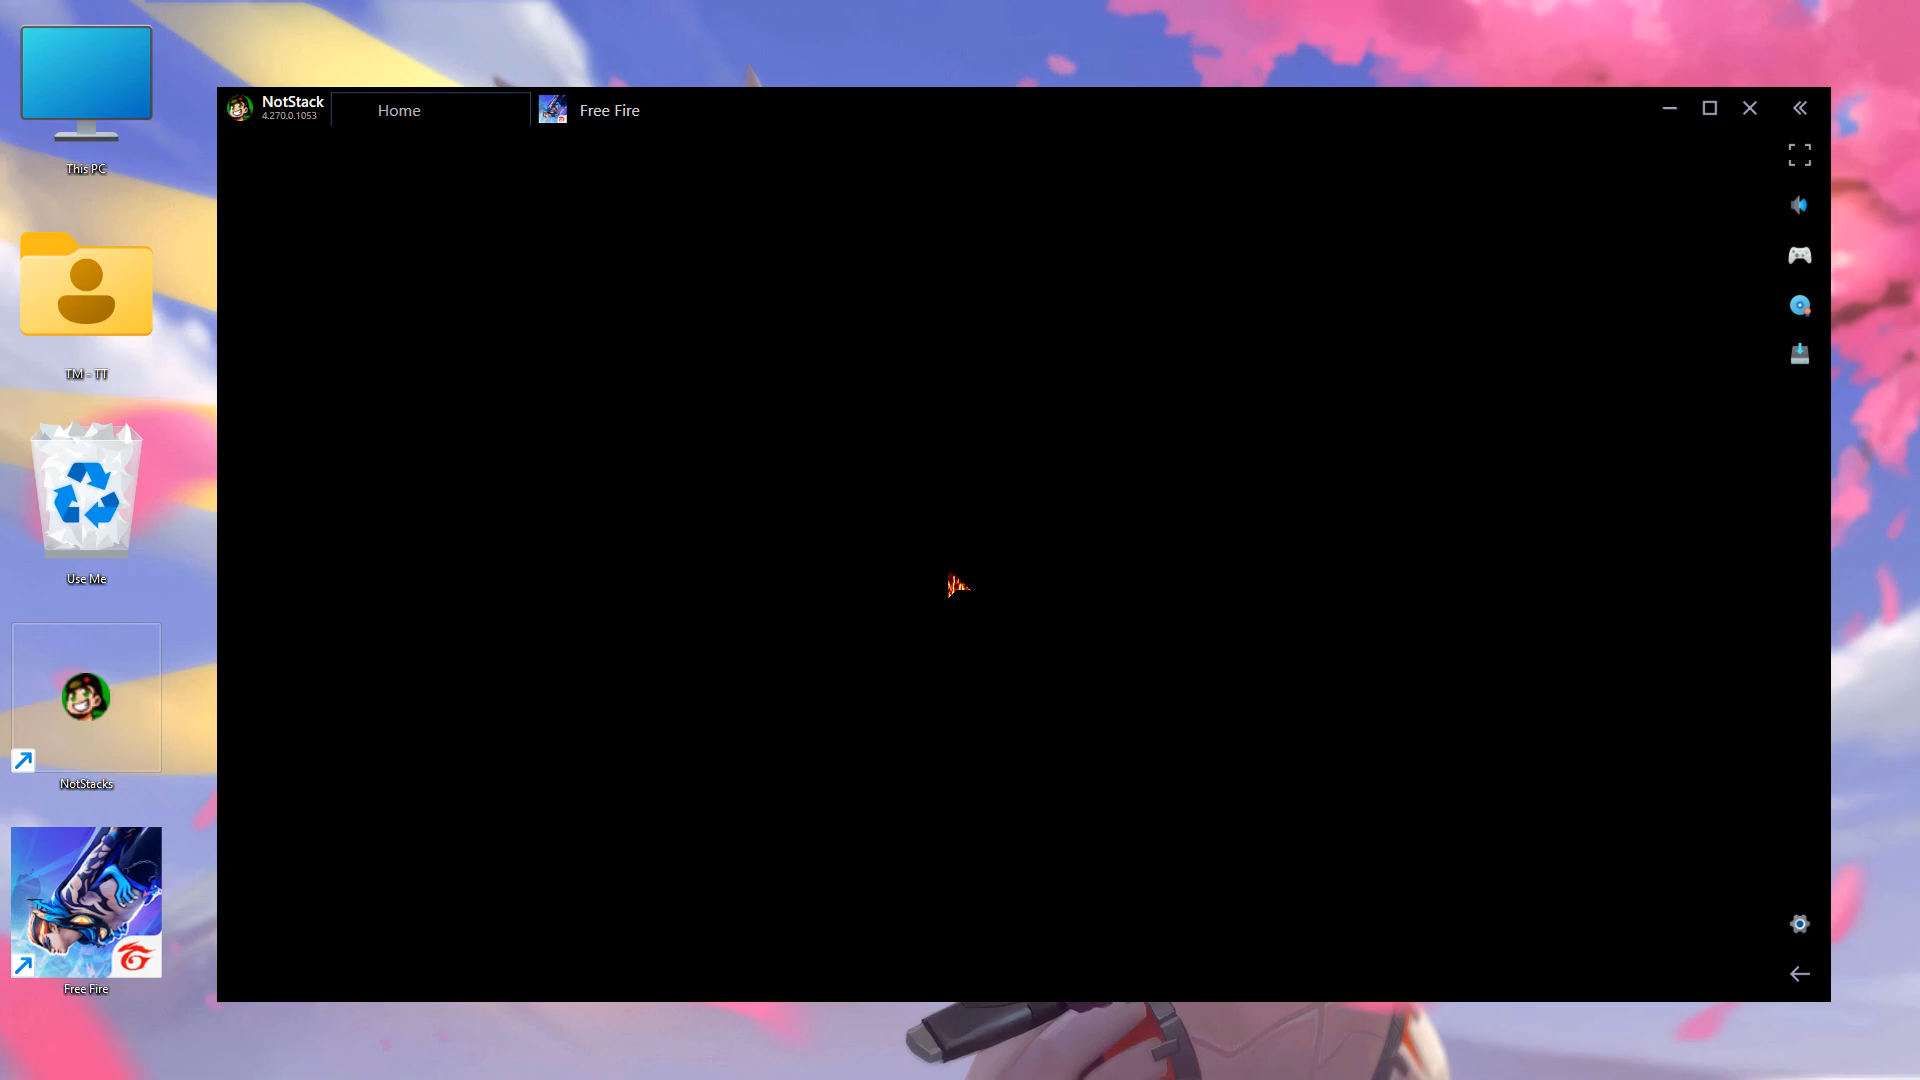 This PC
TM - TT
Use Me
NotStacks
Free Fire
NotStack
4.270.0.1053
Home
Free Fire